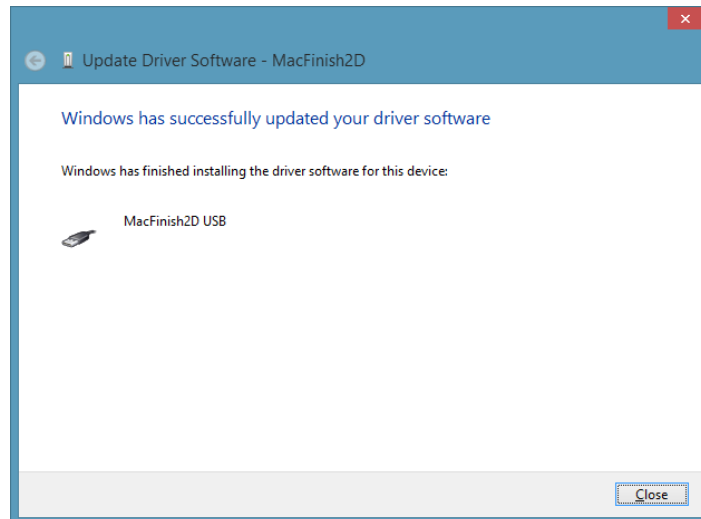 Update Driver Software - MacFinish2D
Windows has successfully updated your driver software
Windows has finished installing the driver software for this device:
MacFinish2D USB
Close